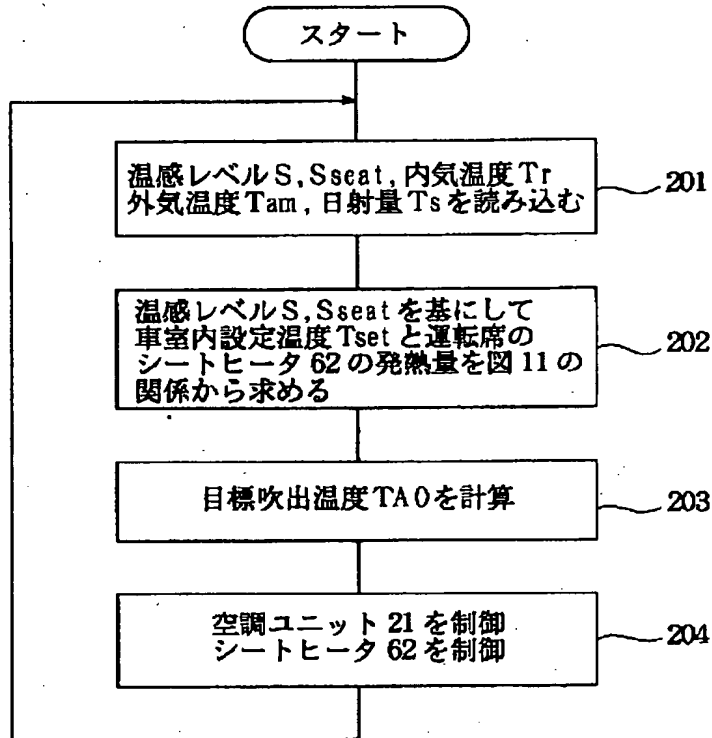 スタート
温感レベルS,Sseat,内気温度Tr
外気温度Tam,日射量Tsを読み込む
201
温感レベルS,Sseatを基にして
車室内設定温度Tsetと運転席の
シートヒータ62の発熱量を図11の
関係から求める
202
目標吹出温度TAOを計算
203
空調ユニット21を制御
シートヒータ62を制御
204